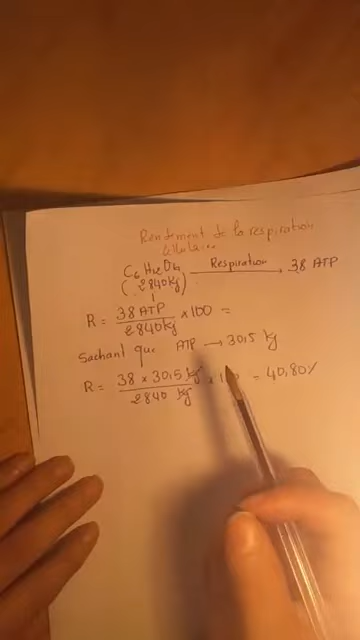 Rendement de la respiration
Cellulaire
C6H12O6 Respiration → 38 ATP
(2840kj)
R = 38 ATP / 2840kj × 100 =
Sachant que ATP → 30,5 kj
R = 38 × 30,5 kj / 2840 kj × 100 = 40,80%